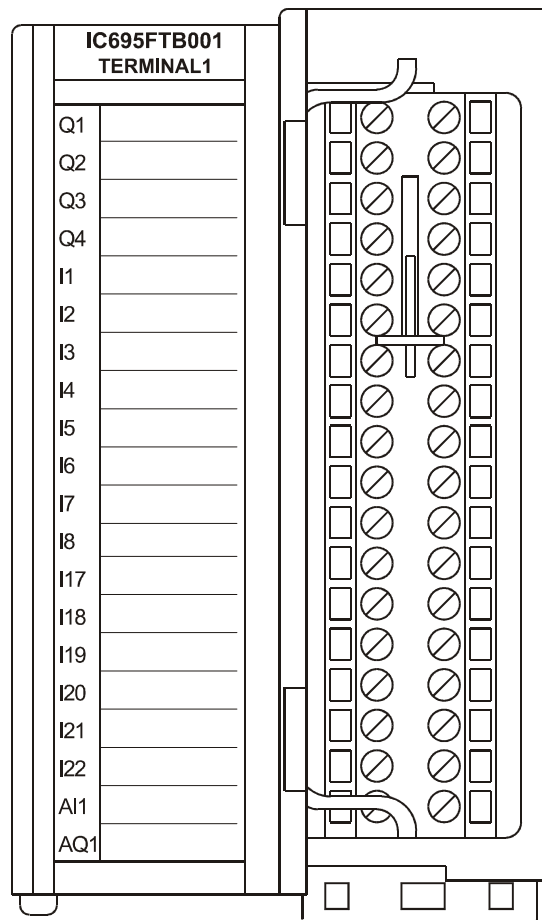 IC695FTB001
TERMINAL1
Q1
Q2
Q3
Q4
I1
I2
I3
I4
I5
I6
I7
I8
I17
I18
I19
I20
I21
I22
AI1
AQ1